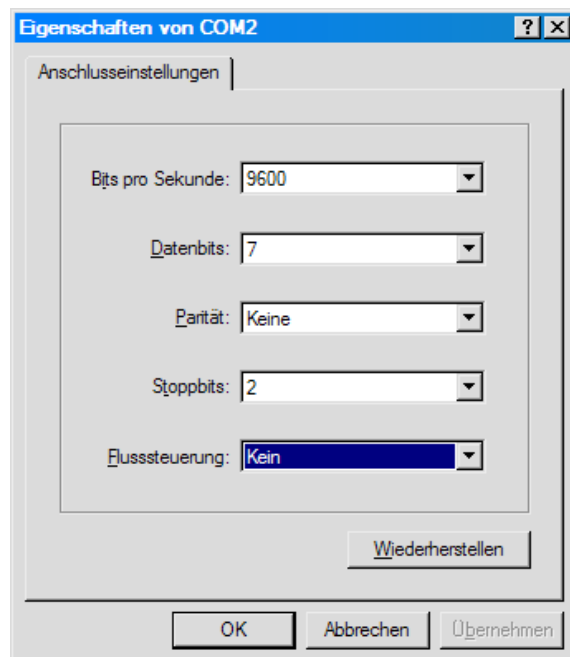 Eigenschaften von COM2
Anschlusseinstellungen
Bits pro Sekunde: 9600
Datenbits: 7
Parität: Keine
Stoppbits: 2
Flusssteuerung: Kein
Wiederherstellen
OK Abbrechen Übernehmen